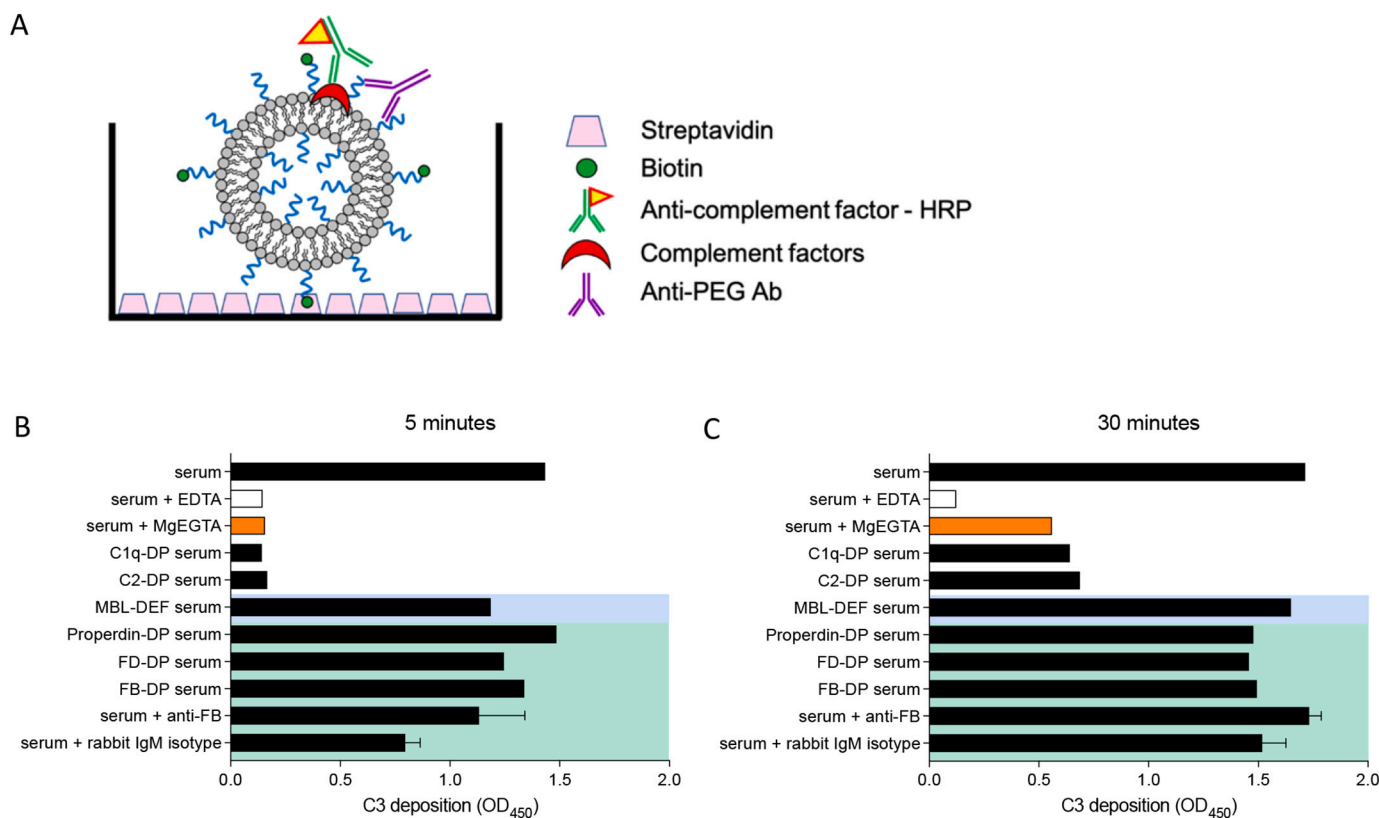 A
Streptavidin
Biotin
Anti-complement factor - HRP
Complement factors
Anti-PEG Ab
B
5 minutes
serum
serum + EDTA
serum + MgEGTA
C1q-DP serum
C2-DP serum
MBL-DEF serum
Properdin-DP serum
FD-DP serum
FB-DP serum
serum + anti-FB
serum + rabbit IgM isotype
0.0 0.5 1.0 1.5 2.0
C3 deposition (OD450)
C
30 minutes
serum
serum + EDTA
serum + MgEGTA
C1q-DP serum
C2-DP serum
MBL-DEF serum
Properdin-DP serum
FD-DP serum
FB-DP serum
serum + anti-FB
serum + rabbit IgM isotype
0.0 0.5 1.0 1.5 2.0
C3 deposition (OD450)